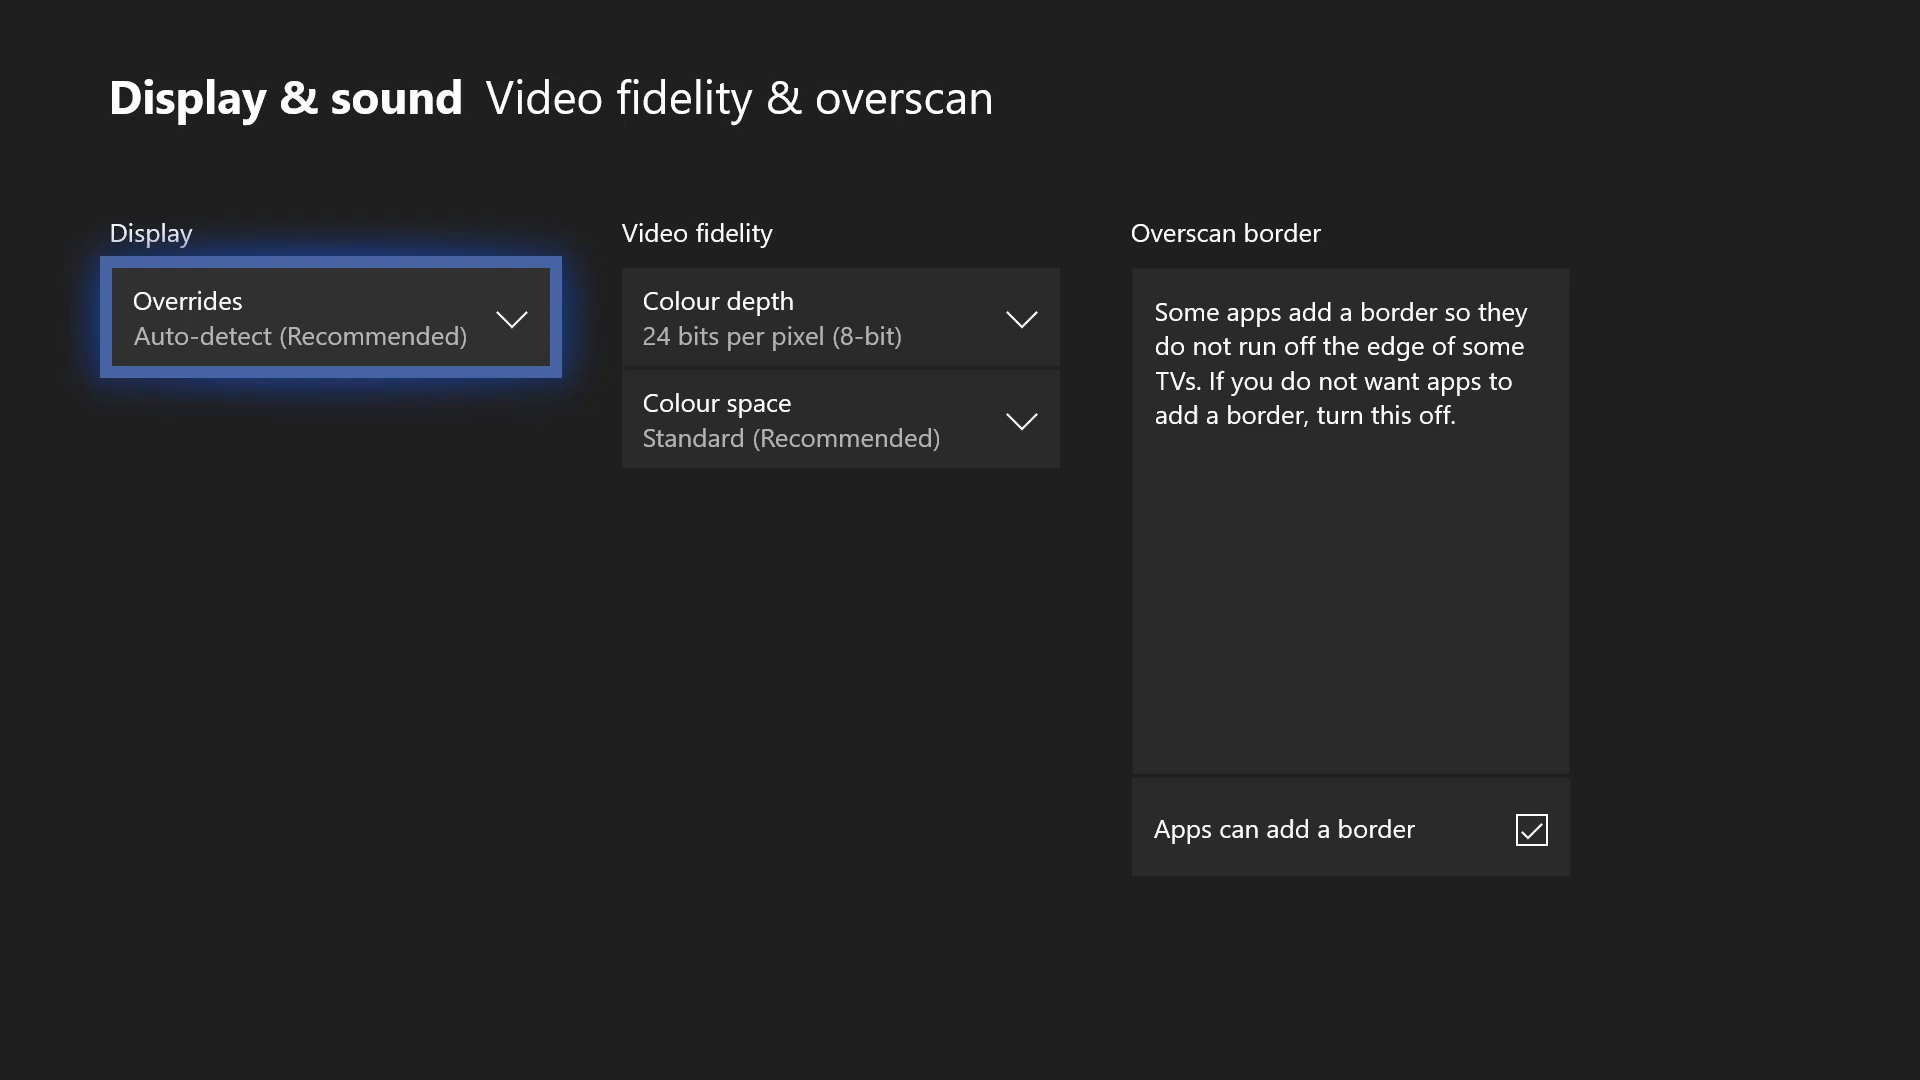 Display & sound Video fidelity & overscan
Display
Overrides
Auto-detect (Recommended)
Video fidelity
Colour depth
24 bits per pixel (8-bit)
Colour space
Standard (Recommended)
Overscan border
Some apps add a border so they
do not run off the edge of some
TVs. If you do not want apps to
add a border, turn this off.
Apps can add a border